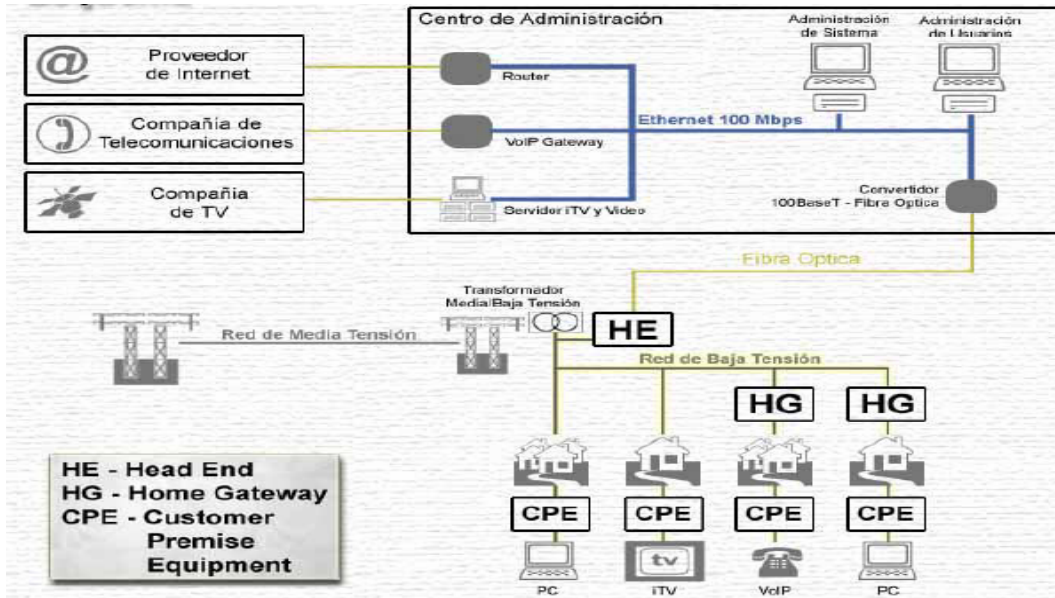 Centro de Administración
Administración
de Sistema
Administración
de Usuarios
@
Proveedor
de Internet
Router
Compañía de
Telecomunicaciones
VoIP Gateway
Ethernet 100 Mbps
Compañia
de TV
Servidor iTV y Video
Convertidor
100BaseT - Fibra Optica
Fibra Optica
Transformador
Media/Baja Tensión
HE
Red de Media Tensión
Red de Baja Tensión
HG
HG
HE - Head End
HG - Home Gateway
CPE - Customer
Premise
Equipment
CPE
CPE
CPE
CPE
tv
PC
iTV
VoIP
PC